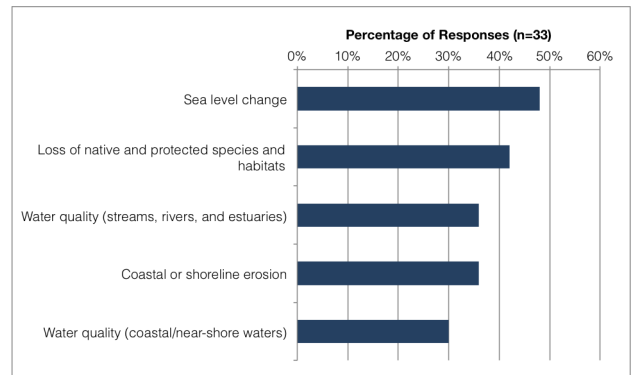 Percentage of Responses (n=33)
0% 10% 20% 30% 40% 50% 60%
Sea level change
Loss of native and protected species and
habitats
Water quality (streams, rivers, and estuaries)
Coastal or shoreline erosion
Water quality (coastal/near-shore waters)